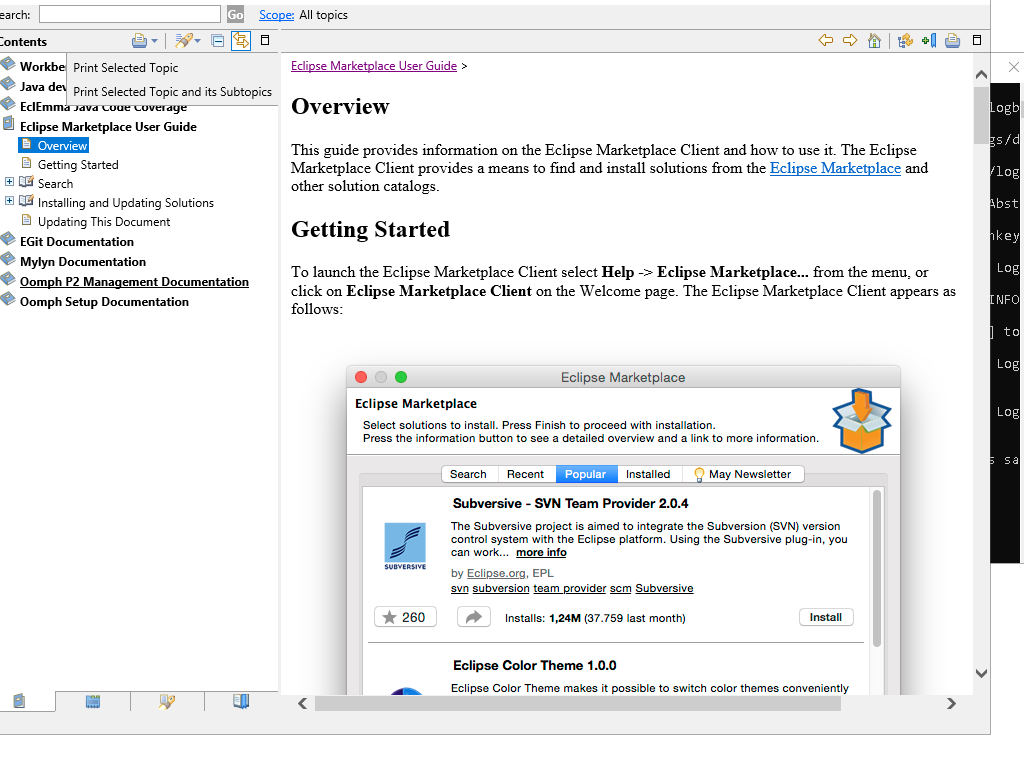 earch:
Go
Scope: All topics
Contents
Workbe
Print Selected Topic
Java dev
Print Selected Topic and its Subtopics
EclEmma Java Code Coverage
Eclipse Marketplace User Guide
Overview
Getting Started
Search
Installing and Updating Solutions
Updating This Document
EGit Documentation
Mylyn Documentation
Oomph P2 Management Documentation
Oomph Setup Documentation
Eclipse Marketplace User Guide >
Overview
This guide provides information on the Eclipse Marketplace Client and how to use it. The Eclipse
Marketplace Client provides a means to find and install solutions from the Eclipse Marketplace and
other solution catalogs.
Getting Started
To launch the Eclipse Marketplace Client select Help -> Eclipse Marketplace... from the menu, or
click on Eclipse Marketplace Client on the Welcome page. The Eclipse Marketplace Client appears as
follows:
Eclipse Marketplace
Eclipse Marketplace
Select solutions to install. Press Finish to proceed with installation.
Press the information button to see a detailed overview and a link to more information.
Search Recent Popular Installed May Newsletter
Subversive - SVN Team Provider 2.0.4
The Subversive project is aimed to integrate the Subversion (SVN) version
control system with the Eclipse platform. Using the Subversive plug-in, you
can work... more info
SUBVERSIVE
by Eclipse.org, EPL
svn subversion team provider scm Subversive
260
Installs: 1,24M (37.759 last month)
Install
Eclipse Color Theme 1.0.0
Eclipse Color Theme makes it possible to switch color themes conveniently
logb
gs/d
/log
Abst
nkey
Log
INFO
] to
Log
Log
s sa